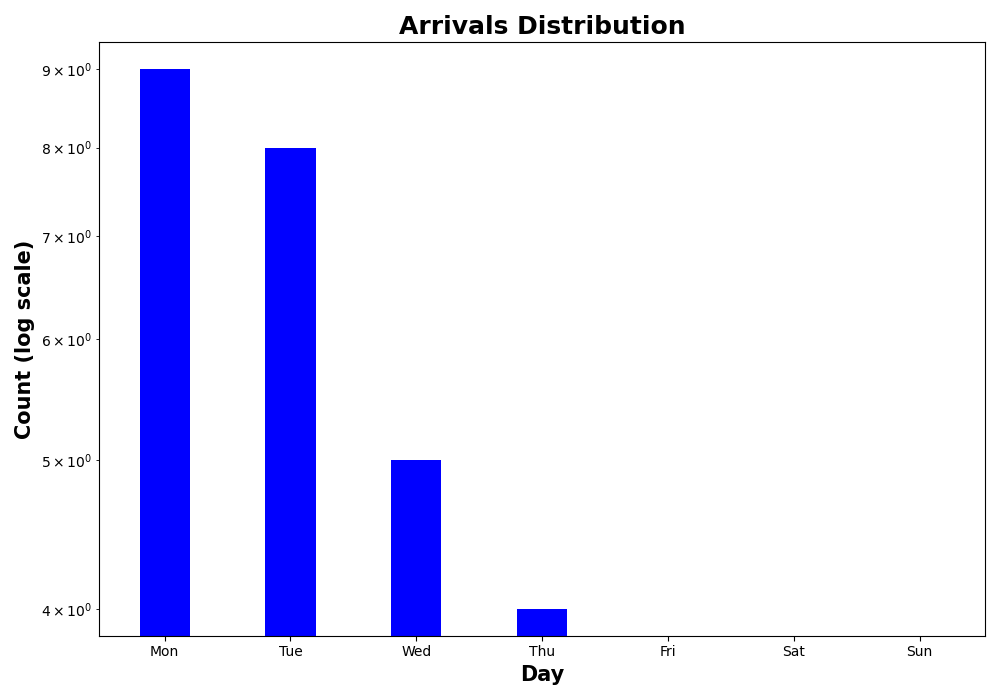 Arrivals Distribution
Count (log scale)
9 × 10⁰
8 × 10⁰
7 × 10⁰
6 × 10⁰
5 × 10⁰
4 × 10⁰
Mon Tue Wed Thu Fri Sat Sun
Day